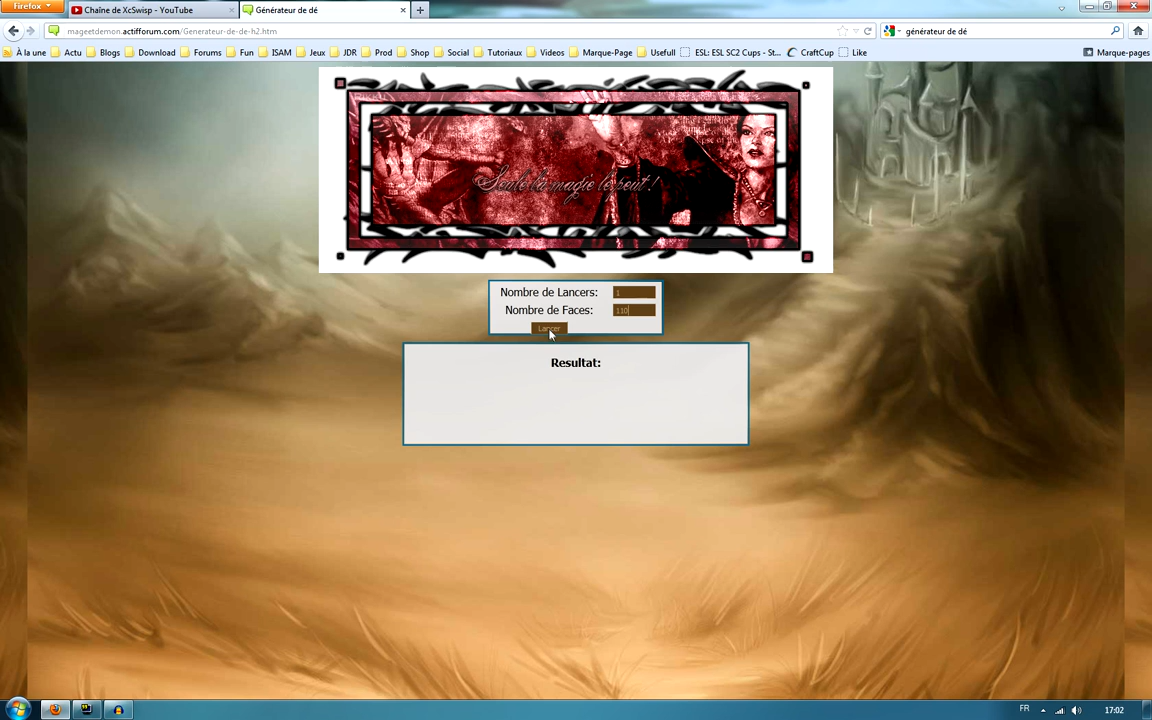 Firefox
Chaîne de XcSwisp - YouTube
Générateur de dé
mageetdemon.actifforum.com/Generateur-de-de-h2.htm
générateur de dé
À la une
Actu
Blogs
Download
Forums
Fun
ISAM
Jeux
JDR
Prod
Shop
Social
Tutoriaux
Videos
Marque-Page
Usefull
ESL: ESL SC2 Cups - St...
CraftCup
Like
Marque-pages
Seule la magie le peut !
Nombre de Lancers: 1
Nombre de Faces: 110
Lancer
Resultat:
FR
17:02